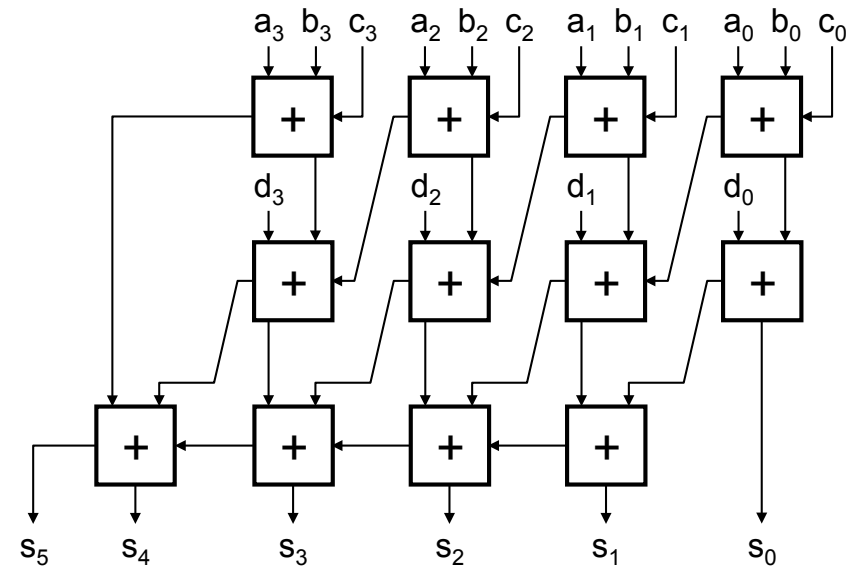 a₃ b₃ c₃ a₂ b₂ c₂ a₁ b₁ c₁ a₀ b₀ c₀
+ + + +
d₃ d₂ d₁ d₀
+ + + +
+ + + +
s₅ s₄ s₃ s₂ s₁ s₀